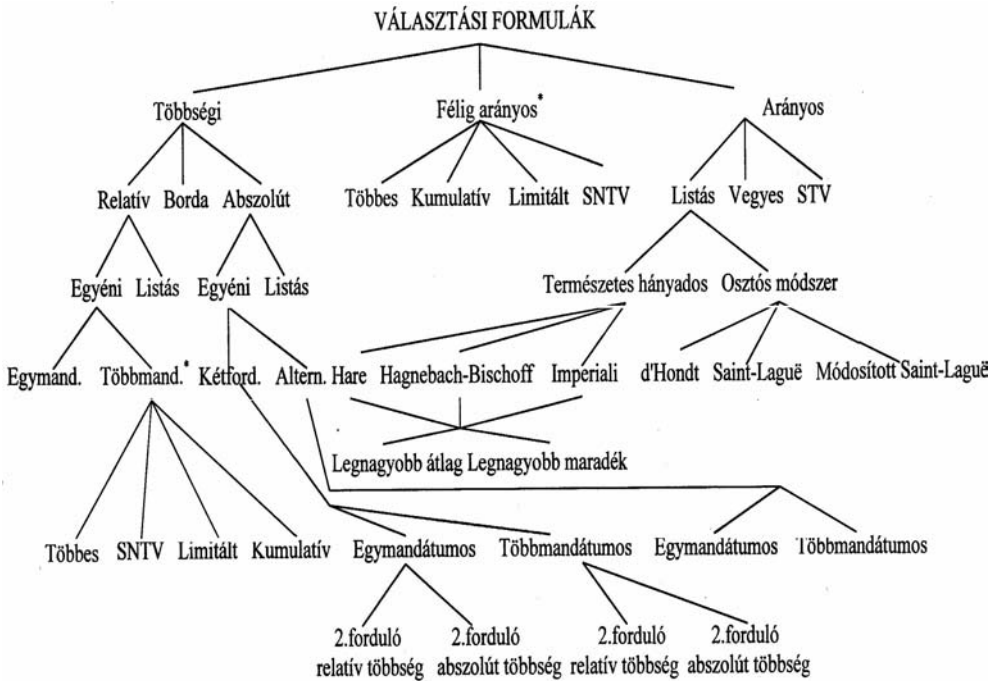 VÁLASZTÁSI FORMULÁK
Többségi Félig arányos* Arányos
Relatív Borda Abszolút Többes Kumulatív Limitált SNTV Listás Vegyes STV
Egyéni Listás Egyéni Listás Természetes hányados Osztós módszer
Egymand. Többmand.* Kétford. Altern. Hare Hagnebach-Bischoff Imperiali d'Hondt Saint-Laguë Módosított Saint-Laguë
Legnagyobb átlag Legnagyobb maradék
Többes SNTV Limitált Kumulatív Egymandátumos Többmandátumos Egymandátumos Többmandátumos
2.forduló 2.forduló 2.forduló 2.forduló
relatív többség abszolút többség relatív többség abszolút többség